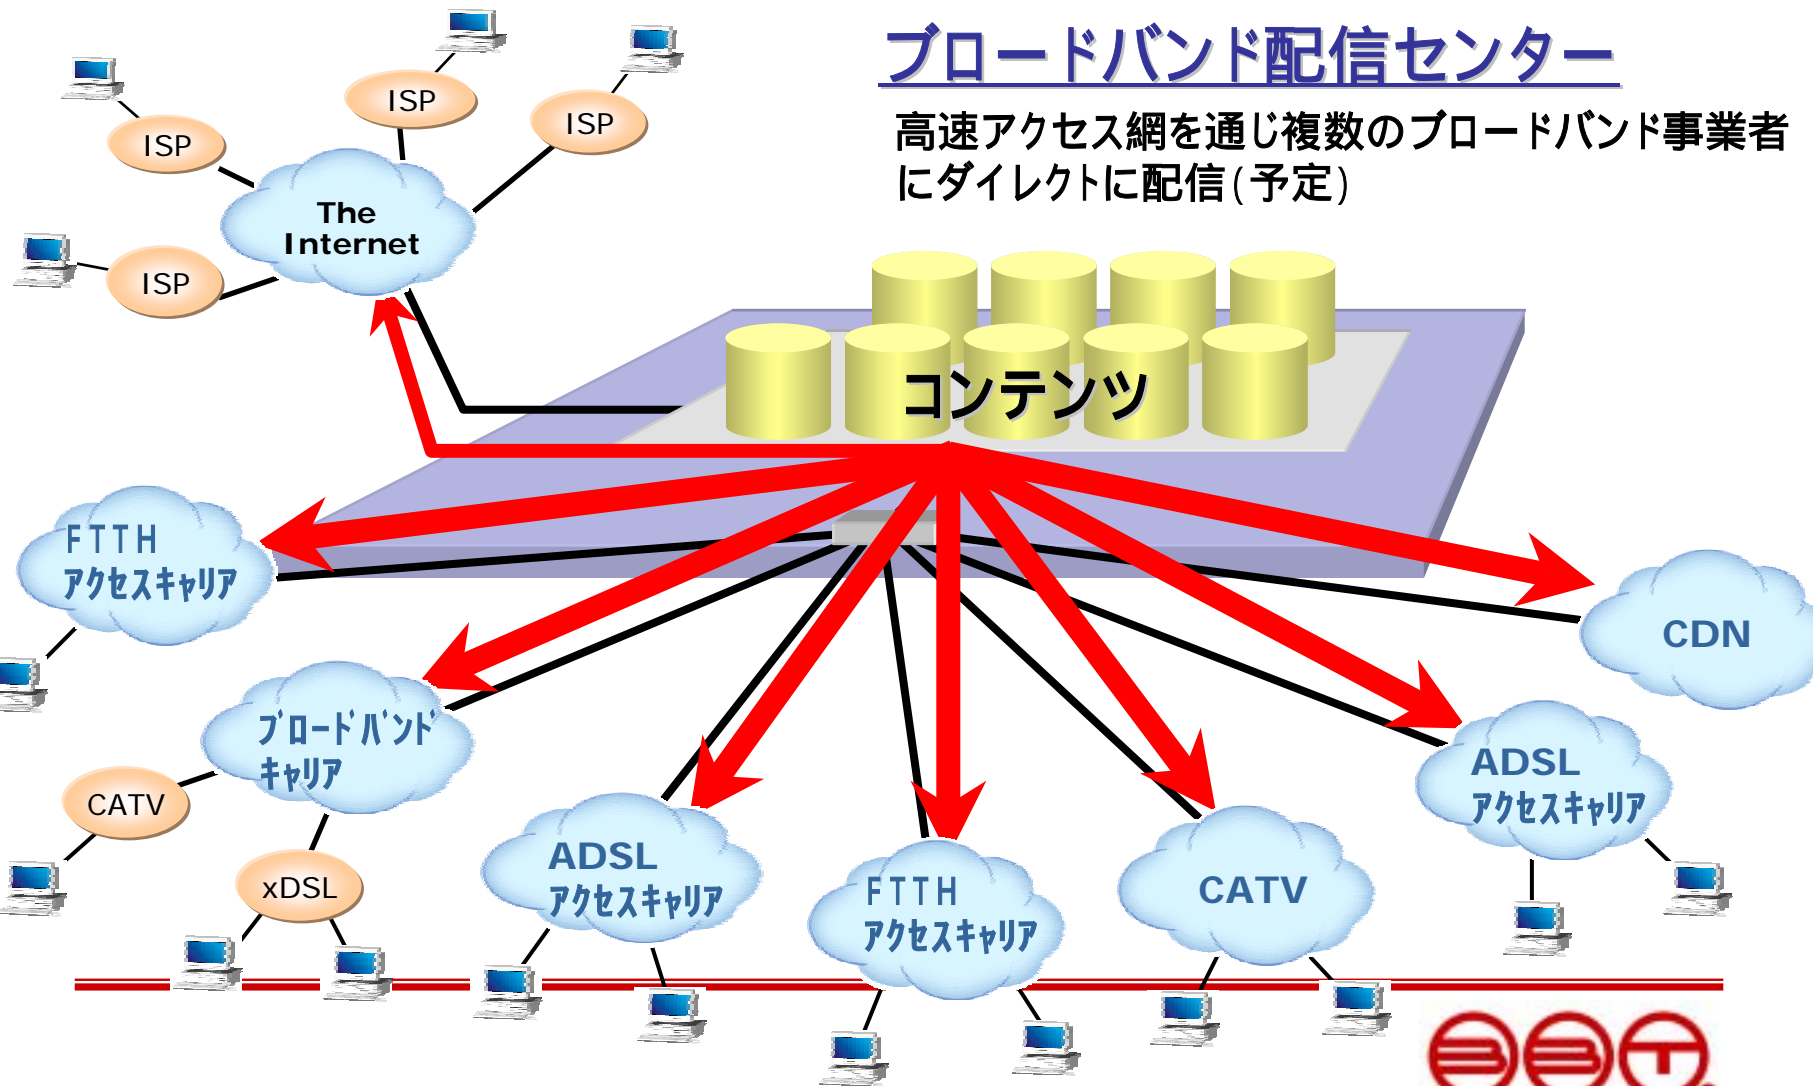 ブロードバンド配信センター
高速アクセス網を通じ複数のブロードバンド事業者
にダイレクトに配信(予定)
ISP
ISP
ISP
ISP
The
Internet
コンテンツ
FTTH
アクセスキャリア
ブロードバンド
キャリア
CATV
xDSL
ADSL
アクセスキャリア
FTTH
アクセスキャリア
CATV
ADSL
アクセスキャリア
CDN
BBT